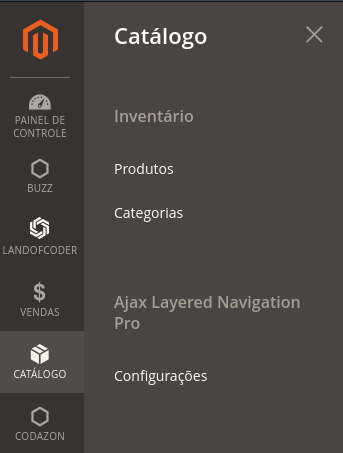 PAINEL DE
CONTROLE
BUZZ
LANDOFCODER
VENDAS
CATÁLOGO
CODAZON
Catálogo
Inventário
Produtos
Categorias
Ajax Layered Navigation
Pro
Configurações